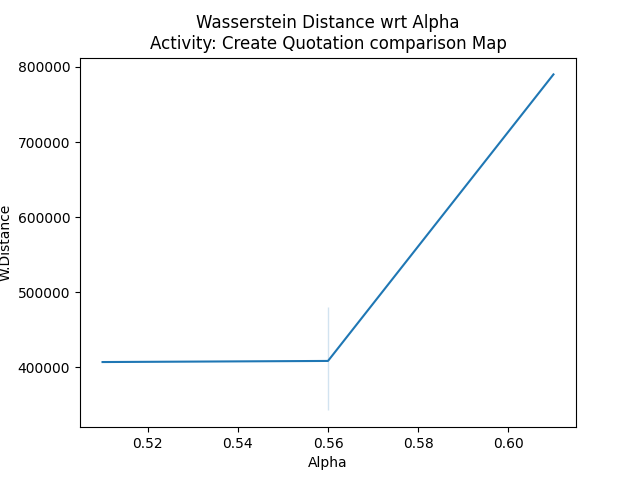 Wasserstein Distance wrt Alpha
Activity: Create Quotation comparison Map
800000
700000
600000
500000
400000
W.Distance
0.52 0.54 0.56 0.58 0.60
Alpha